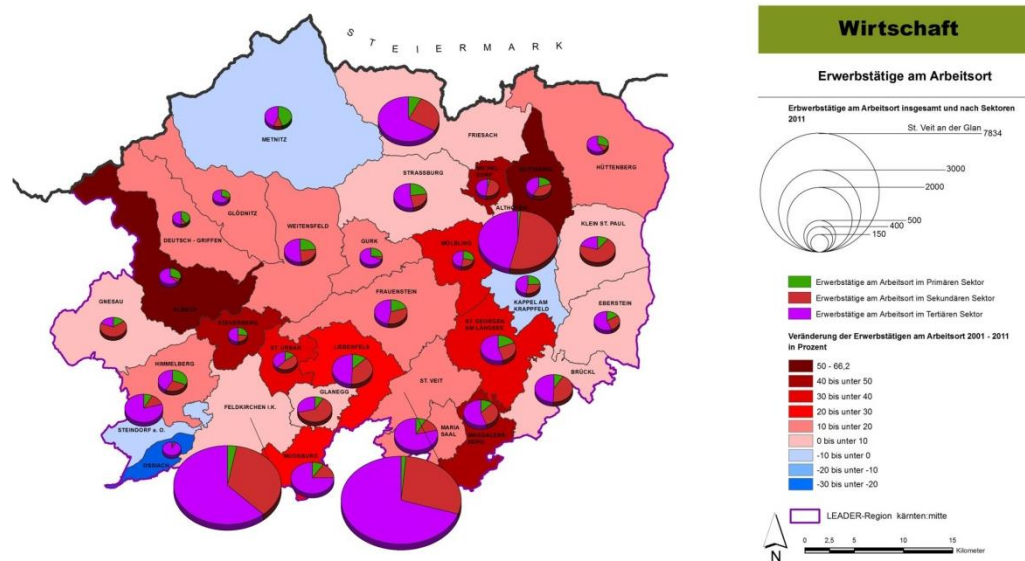 STEIERMARK
METNITZ
FRIESACH
HÜTTENBERG
STRASSBURG
GLÖDNITZ
ALTHOFEN
WEITENSFELD
KLEIN ST. PAUL
DEUTSCH - GRIFFEN
GURK
MÖLBLING
GNESAU
FRAUENSTEIN
KAPPEL AM
KRAPPFELD
EBERSTEIN
ST. GEORGEN
AM LÄNGSEE
STEUERBERG
ST. URBAN
LIEBENFELS
HIMMELBERG
BRÜCKL
ST. VEIT
GLANEGG
FELDKIRCHEN i.K.
MARIA
SAAL
STEINDORF a. O.
OSSIACH
MOOSBURG
Wirtschaft
Erwerbstätige am Arbeitsort
Erbwerbstätige am Arbeitsort insgesamt und nach Sektoren
2011
St. Veit an der Glan
7834
3000
2000
500
400
150
Erwerbstätige am Arbeitsort im Primären Sektor
Erwerbstätige am Arbeitsort im Sekundären Sektor
Erwerbstätige am Arbeitsort im Tertiären Sektor
Veränderung der Erwerbstätigen am Arbeitsort 2001 - 2011
in Prozent
50 - 66,2
40 bis unter 50
30 bis unter 40
20 bis unter 30
10 bis unter 20
0 bis unter 10
-10 bis unter 0
-20 bis unter -10
-30 bis unter -20
LEADER-Region kärnten:mitte
N
0 2.5 5 10 15
Kilometer